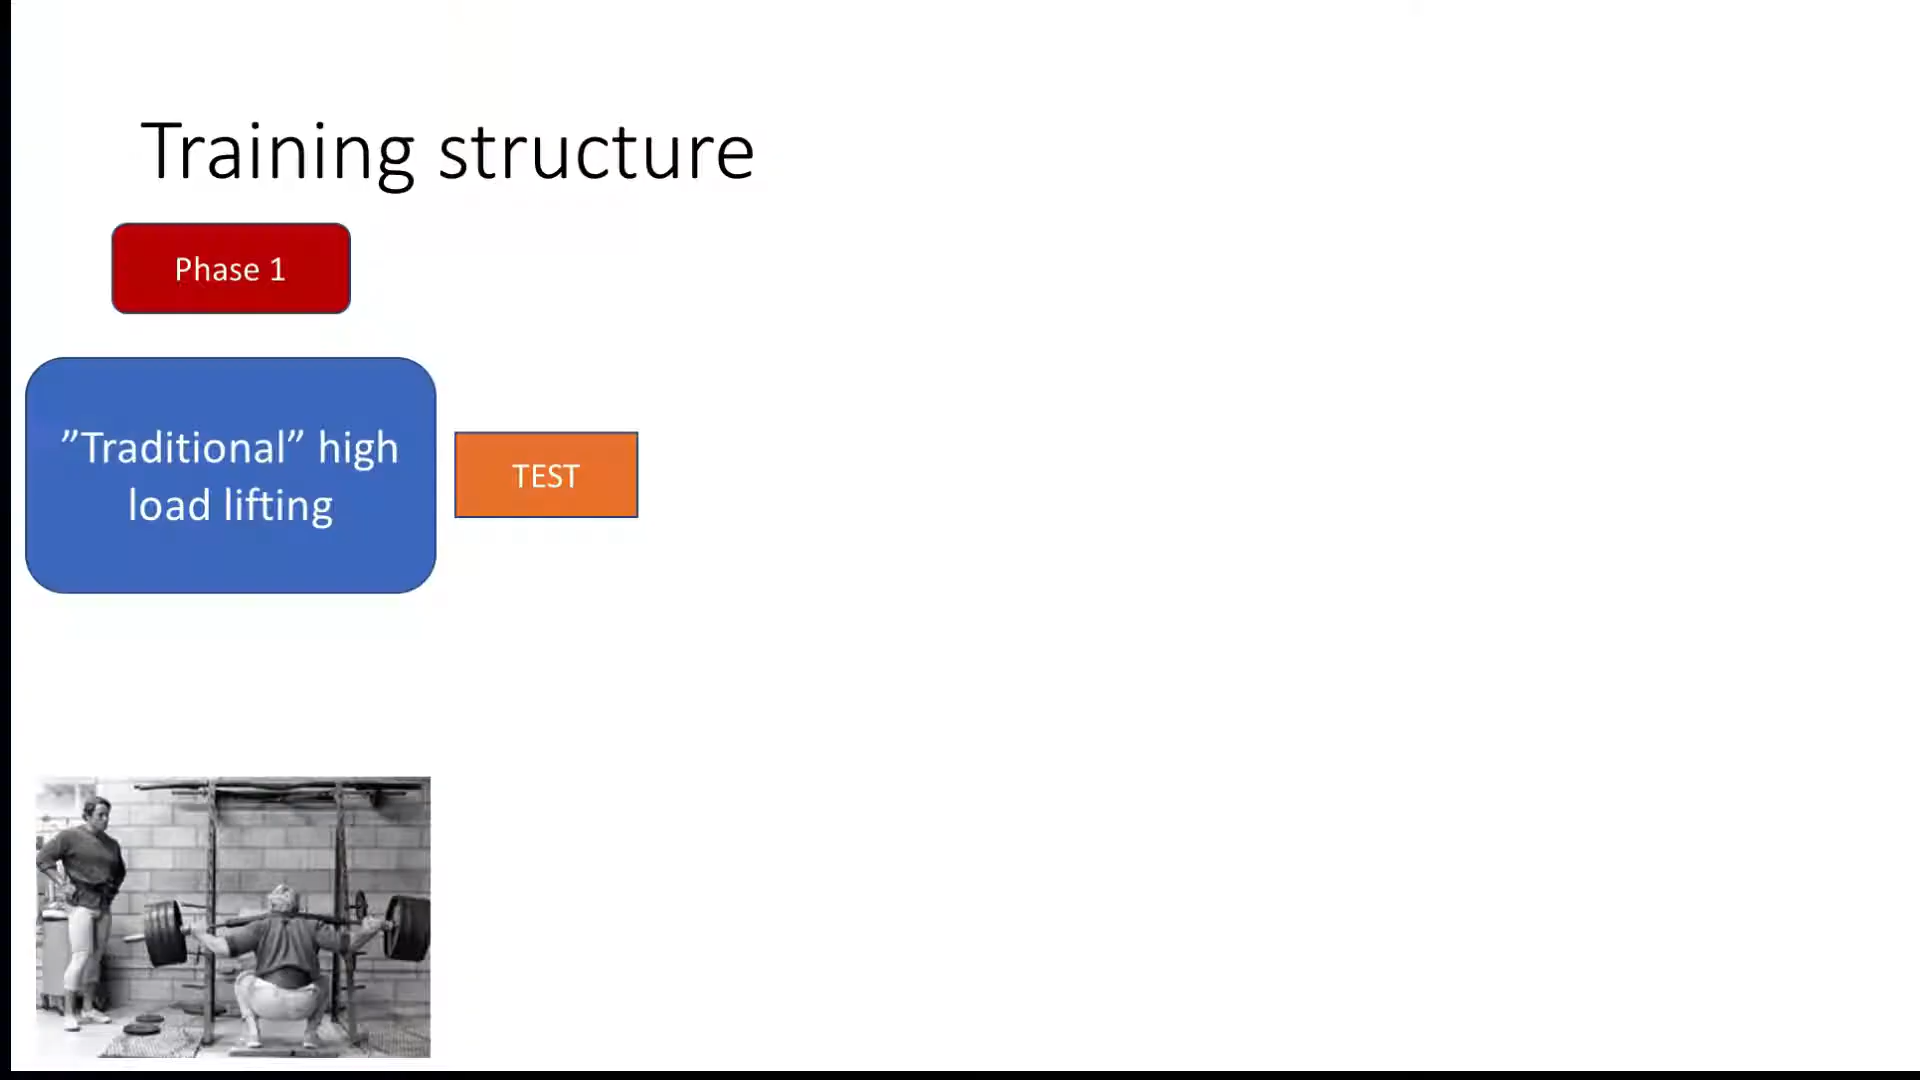 Training structure
Phase 1
”Traditional” high
load lifting
TEST